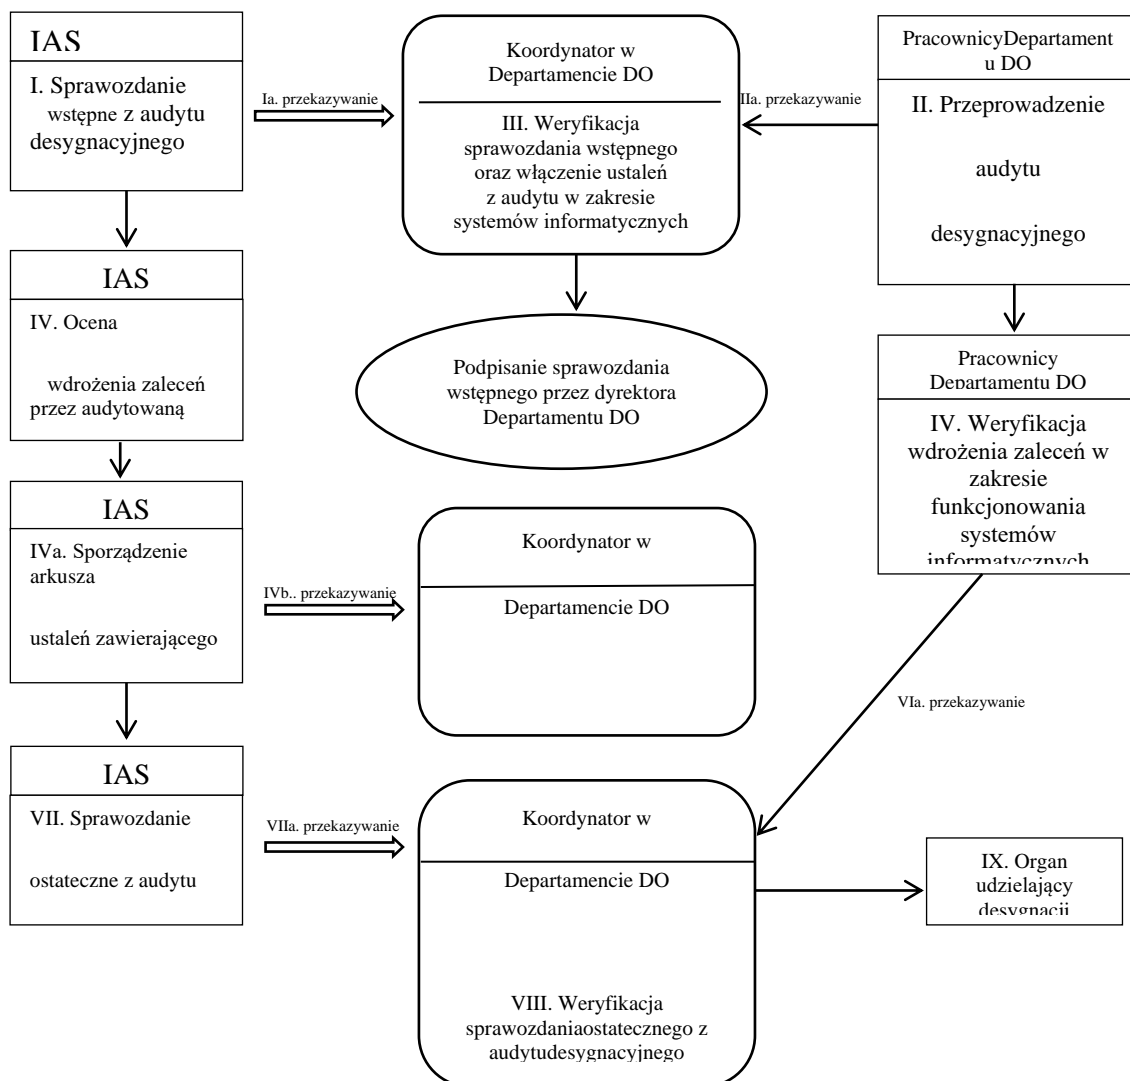 IAS
I. Sprawozdanie
wstępne z audytu
desygnacyjnego
Ia. przekazywanie
Koordynator w
Departamencie DO
III. Weryfikacja
sprawozdania wstępnego
oraz włączenie ustaleń
z audytu w zakresie
systemów informatycznych
IIa. przekazywanie
PracownicyDepartament
u DO
II. Przeprowadzenie
audytu
desygnacyjnego
IAS
IV. Ocena
wdrożenia zaleceń
przez audytowaną
Podpisanie sprawozdania
wstępnego przez dyrektora
Departamentu DO
Pracownicy
Departamentu DO
IV. Weryfikacja
wdrożenia zaleceń w
zakresie
funkcjonowania
systemów
informatycznych
IAS
IVa. Sporządzenie
arkusza
ustaleń zawierającego
IVb.. przekazywanie
Koordynator w
Departamencie DO
VIa. przekazywanie
IAS
VII. Sprawozdanie
ostateczne z audytu
VIIa. przekazywanie
Koordynator w
Departamencie DO
VIII. Weryfikacja
sprawozdaniaostatecznego z
audytudesygnacyjnego
IX. Organ
udzielający
desygnacji